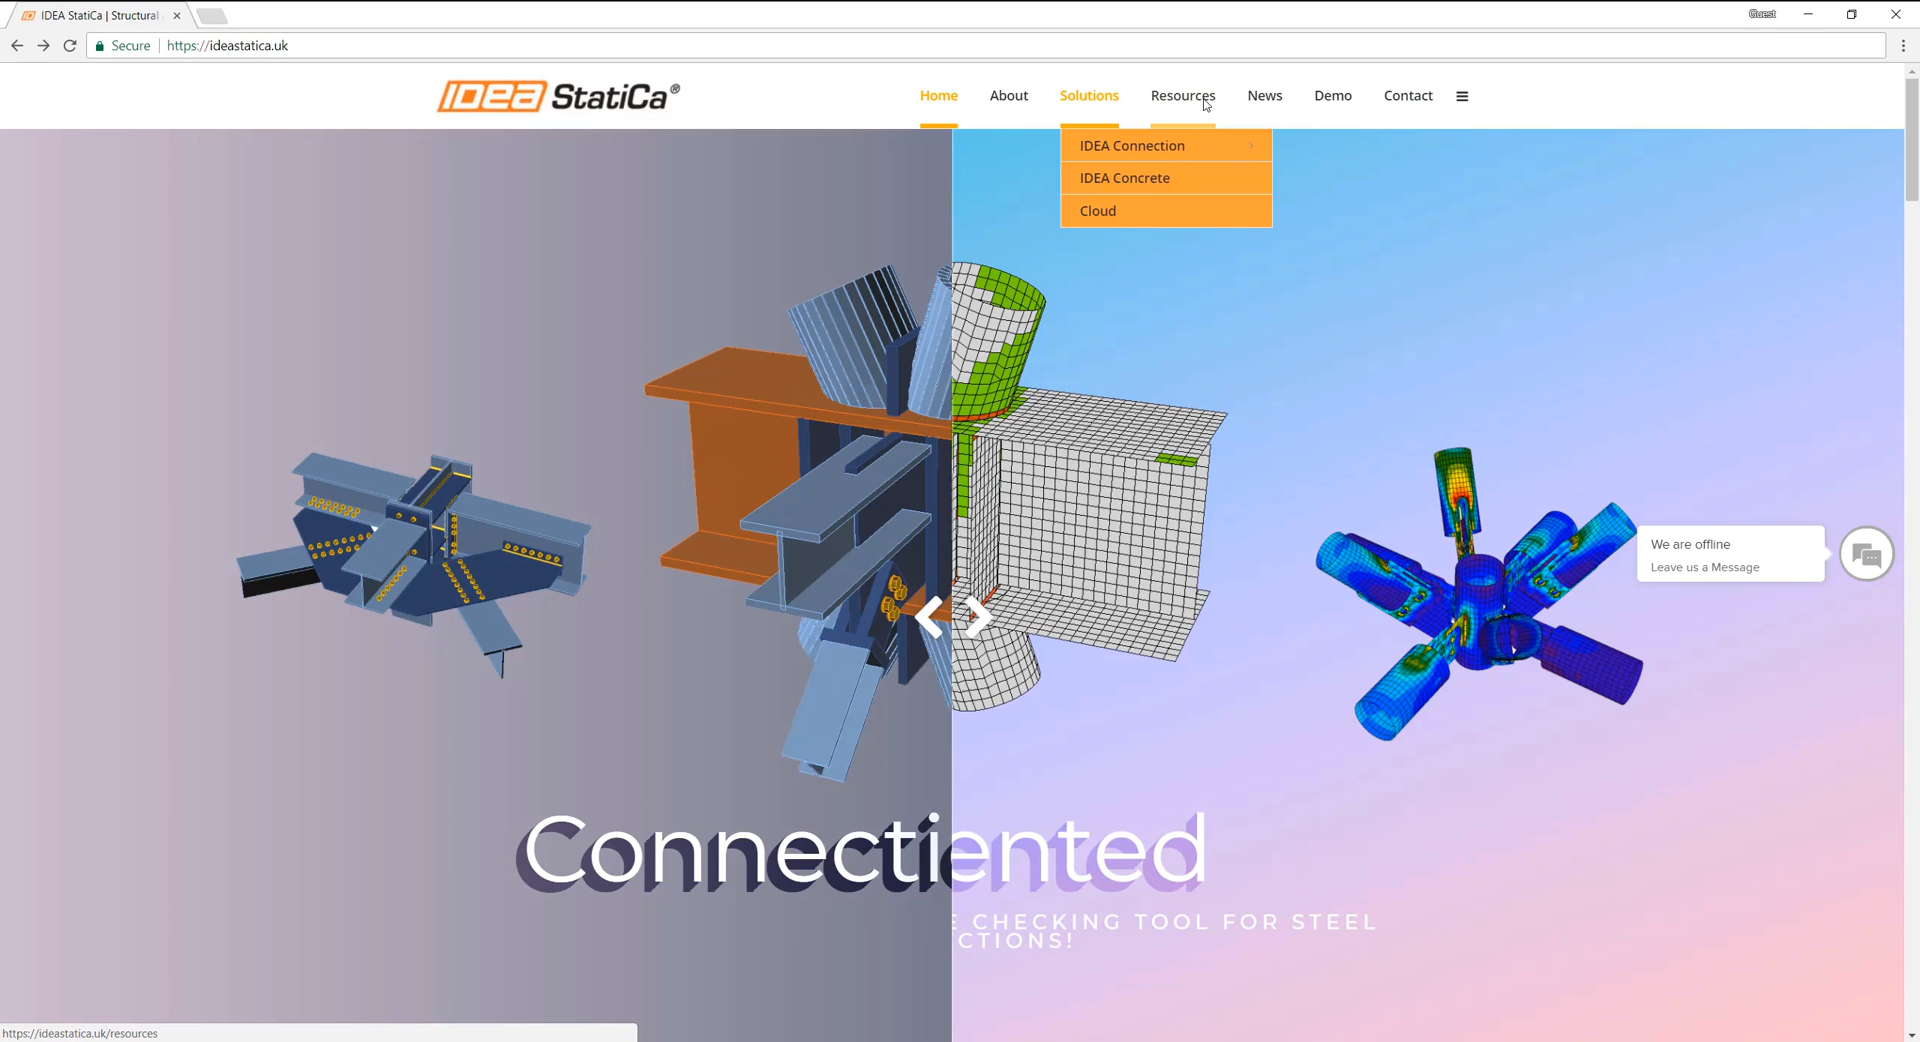 IDEA StatiCa | Structural
Guest
Secure
https://ideastatica.uk
IDEA StatiCa®
Home
About
Solutions
Resources
News
Demo
Contact
IDEA Connection
IDEA Concrete
Cloud
We are offline
Leave us a Message
Connectiented
E CHECKING TOOL FOR STEEL
CTIONS!
https://ideastatica.uk/resources